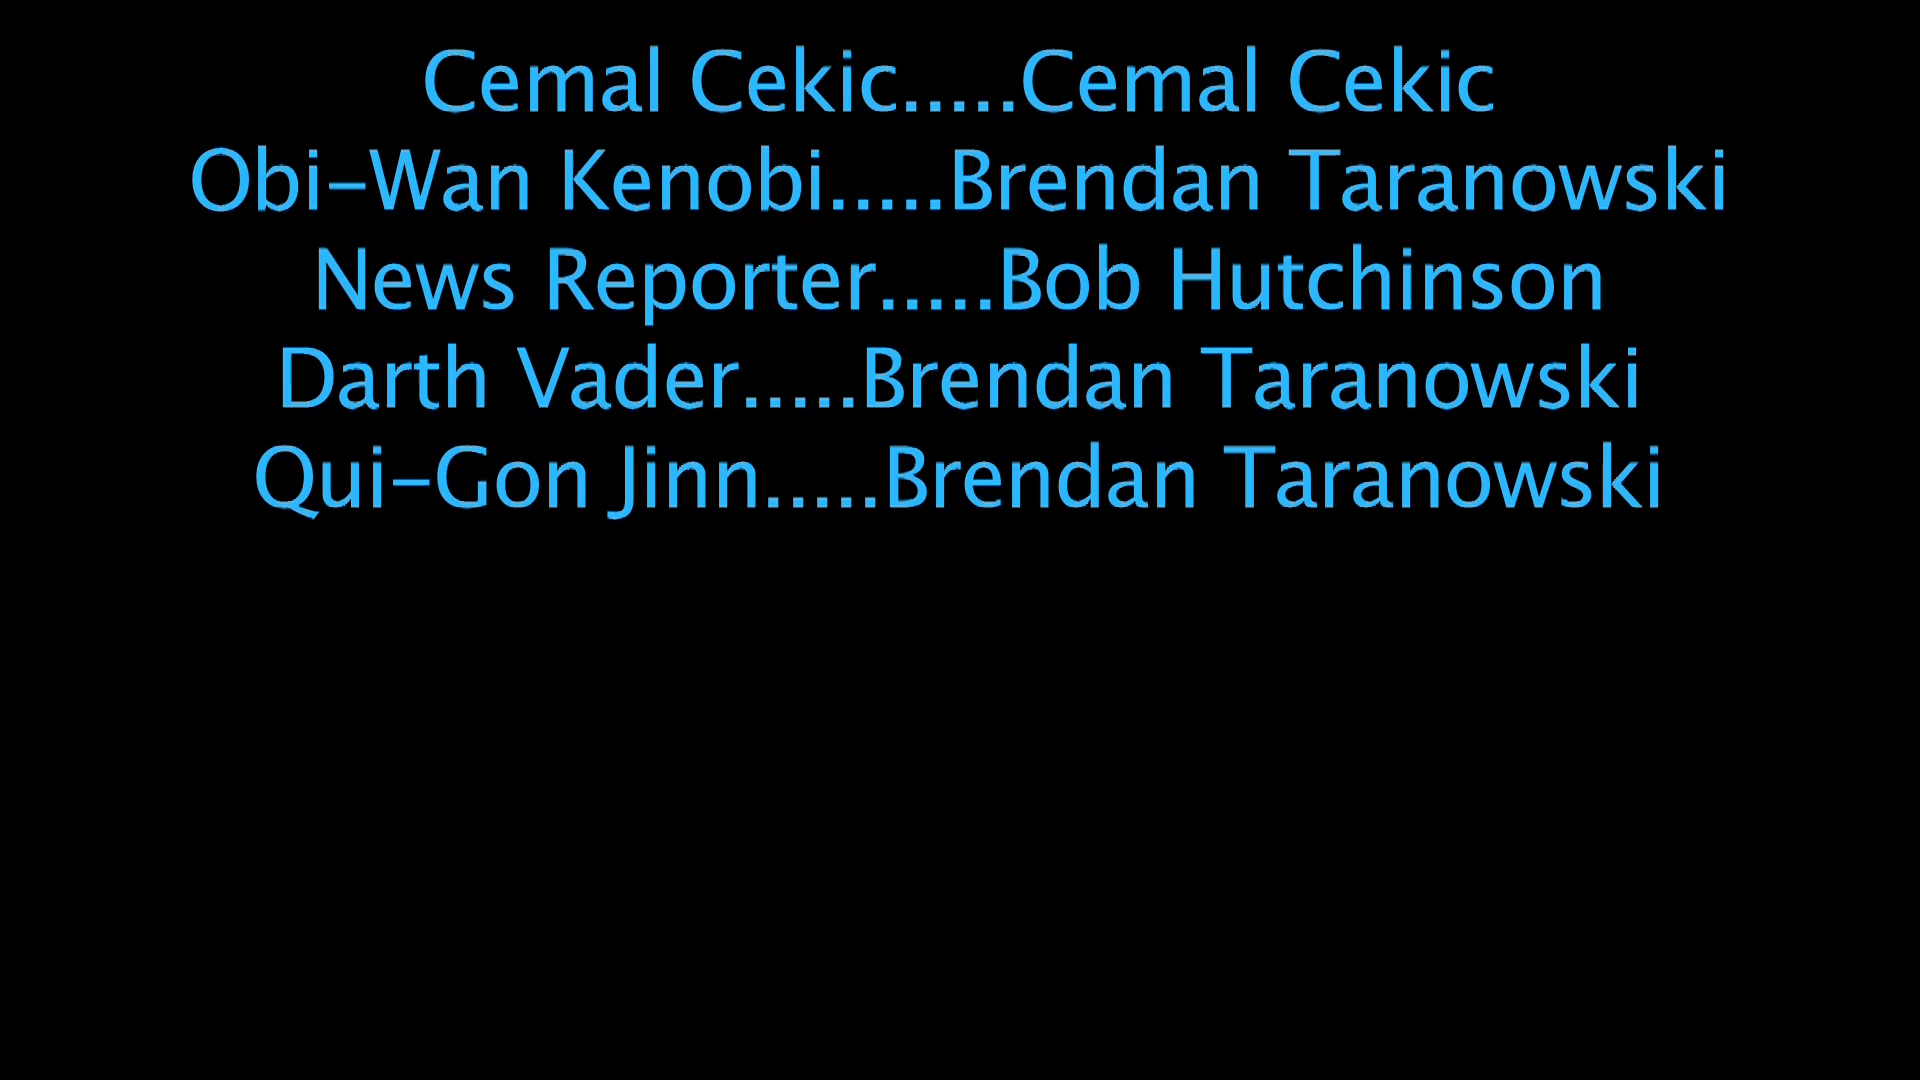 Cemal Cekic.....Cemal Cekic
Obi-Wan Kenobi.....Brendan Taranowski
News Reporter.....Bob Hutchinson
Darth Vader.....Brendan Taranowski
Qui-Gon Jinn.....Brendan Taranowski